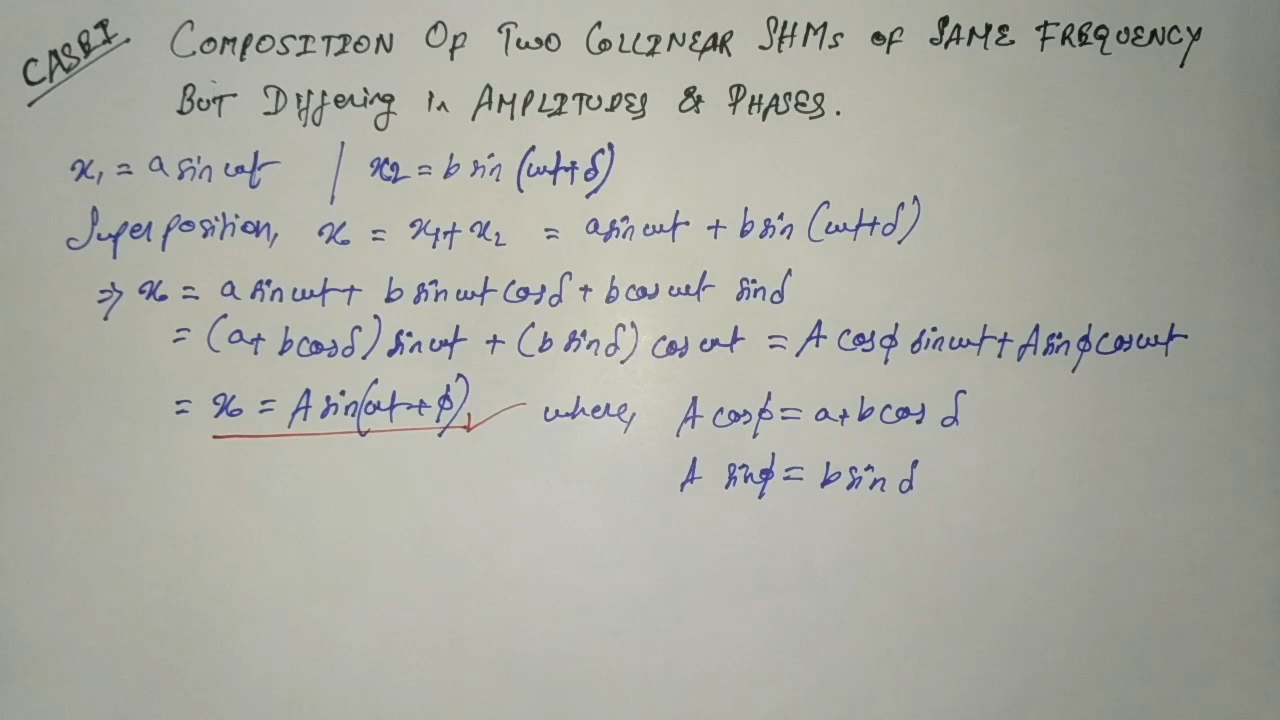 CASE I COMPOSITION OF TWO COLLINEAR SHMs OF SAME FREQUENCY
BUT Differing in AMPLITUDES & PHASES.
x₁ = a sin ωt | x2 = b sin (ωt+δ)
Superposition, x = x₁+ x₂ = a sin ωt + b sin (ωt+δ)
⇒ x = a sin ωt + b sin ωt cos δ + b cos ωt sin δ
= (a+ b cos δ) sin ωt + (b sin δ) cos ωt = A cos ϕ sin ωt + A sin ϕ cos ωt
= x = A sin(ωt + ϕ) where, A cos ϕ = a+ b cos δ
A sin ϕ = b sin δ